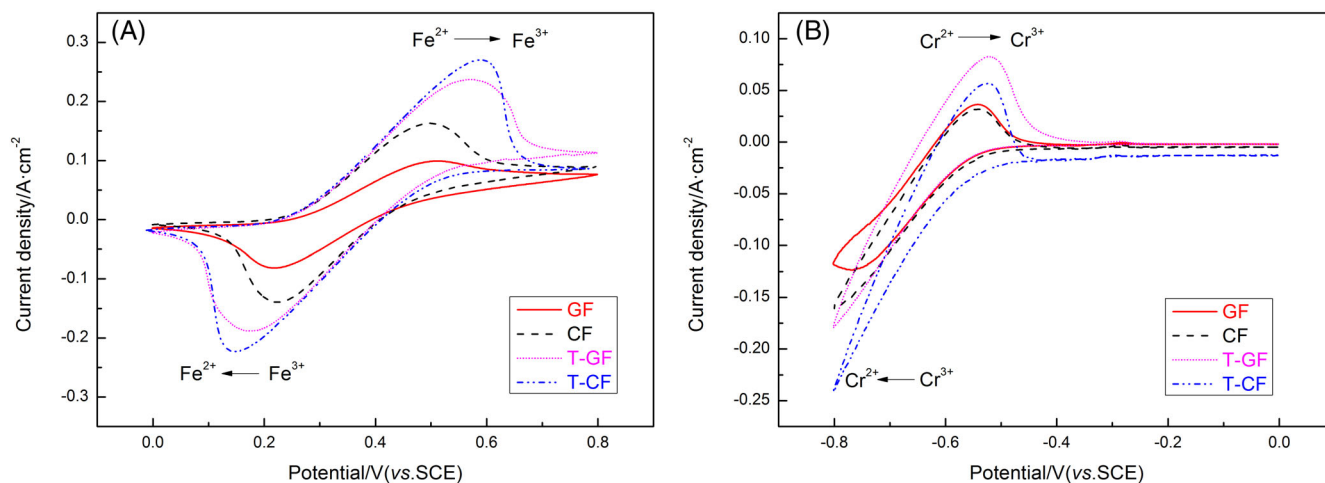 (A)
Fe²⁺ → Fe³⁺
0.3
0.2
0.1
0.0
-0.1
-0.2
-0.3
Current density/A·cm⁻²
Fe²⁺ ← Fe³⁺
GF
CF
T-GF
T-CF
0.0 0.2 0.4 0.6 0.8
Potential/V(vs.SCE)
(B)
Cr²⁺ → Cr³⁺
0.10
0.05
0.00
-0.05
-0.10
-0.15
-0.20
-0.25
Current density/A·cm⁻²
Cr²⁺ ← Cr³⁺
GF
CF
T-GF
T-CF
-0.8 -0.6 -0.4 -0.2 0.0
Potential/V(vs.SCE)